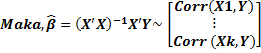 Maka, β̂ = (X′X)⁻¹X′Y ~ [Corr(X1, Y) ⋮ Corr (Xk, Y)]